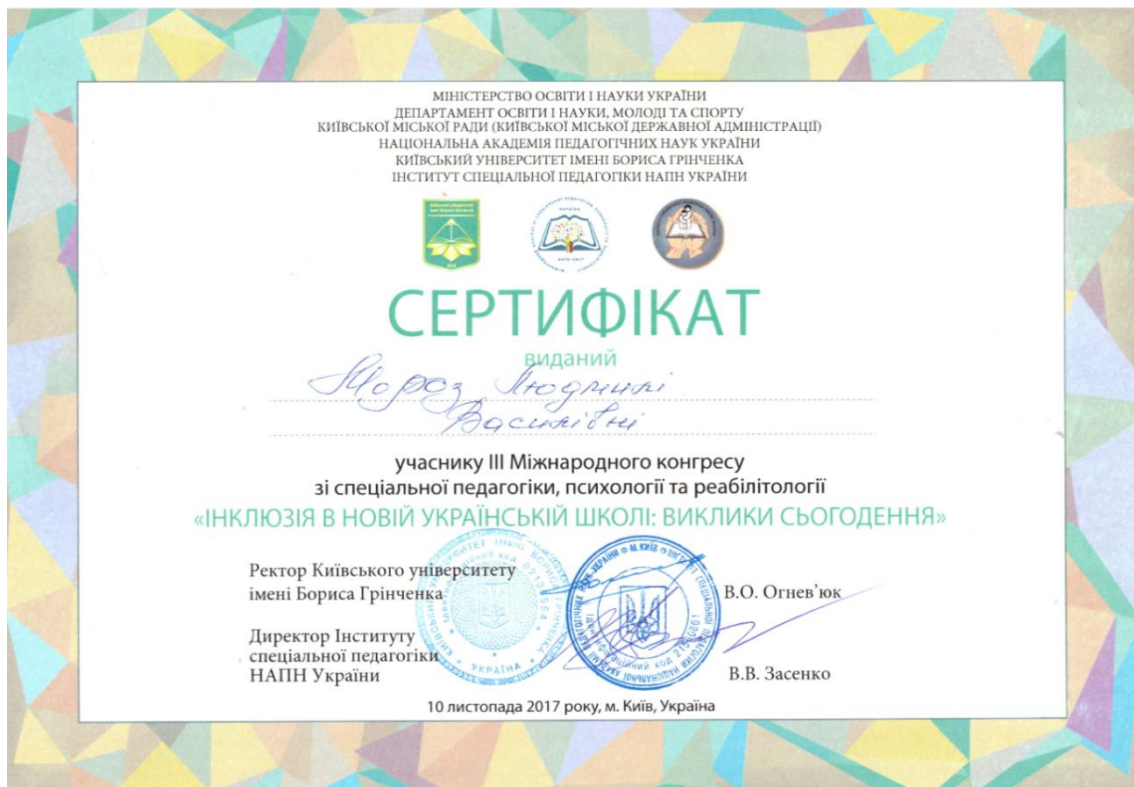 МІНІСТЕРСТВО ОСВІТИ І НАУКИ УКРАЇНИ
ДЕПАРТАМЕНТ ОСВІТИ І НАУКИ, МОЛОДІ ТА СПОРТУ
КИЇВСЬКОЇ МІСЬКОЇ РАДИ (КИЇВСЬКОЇ МІСЬКОЇ ДЕРЖАВНОЇ АДМІНІСТРАЦІЇ)
НАЦІОНАЛЬНА АКАДЕМІЯ ПЕДАГОГІЧНИХ НАУК УКРАЇНИ
КИЇВСЬКИЙ УНІВЕРСИТЕТ ІМЕНІ БОРИСА ГРІНЧЕНКА
ІНСТИТУТ СПЕЦІАЛЬНОЇ ПЕДАГОГІКИ НАПН УКРАЇНИ
СЕРТИФІКАТ
виданий
Мороз Людмилі
Василівні
учаснику ІІІ Міжнародного конгресу
зі спеціальної педагогіки, психології та реабілітології
«ІНКЛЮЗІЯ В НОВІЙ УКРАЇНСЬКІЙ ШКОЛІ: ВИКЛИКИ СЬОГОДЕННЯ»
Ректор Київського університету
імені Бориса Грінченка
В.О. Огнев'юк
Директор Інституту
спеціальної педагогіки
НАПН України
В.В. Засенко
10 листопада 2017 року, м. Київ, Україна